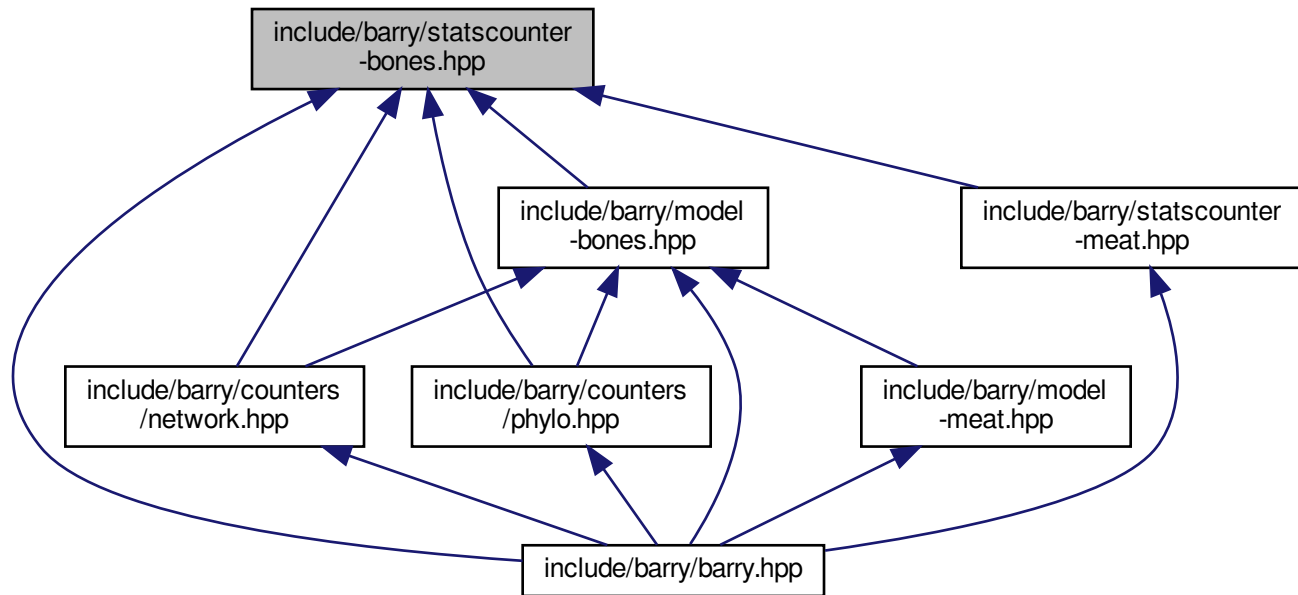 include/barry/statscounter
-bones.hpp
include/barry/model
-bones.hpp
include/barry/statscounter
-meat.hpp
include/barry/counters
/network.hpp
include/barry/counters
/phylo.hpp
include/barry/model
-meat.hpp
include/barry/barry.hpp